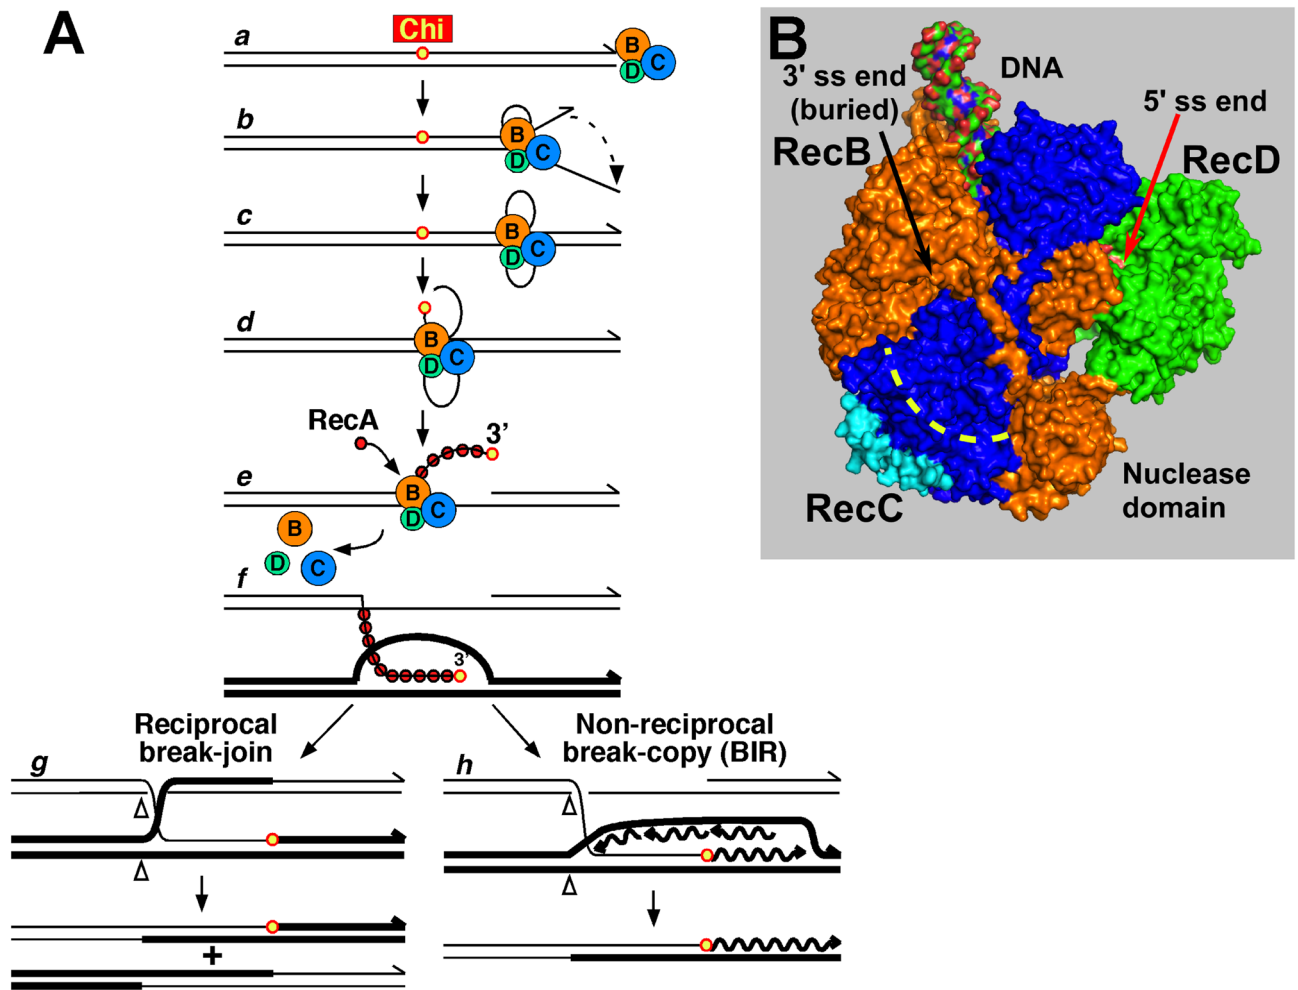 A
Chi
a
B
D
C
b
B
D
C
c
B
D
C
d
B
D
C
RecA
3’
e
B
D
C
B
D
C
f
3’
Reciprocal
break-join
Non-reciprocal
break-copy (BIR)
g
h
+
B
3' ss end
(buried)
DNA
5' ss end
RecB
RecD
RecC
Nuclease
domain